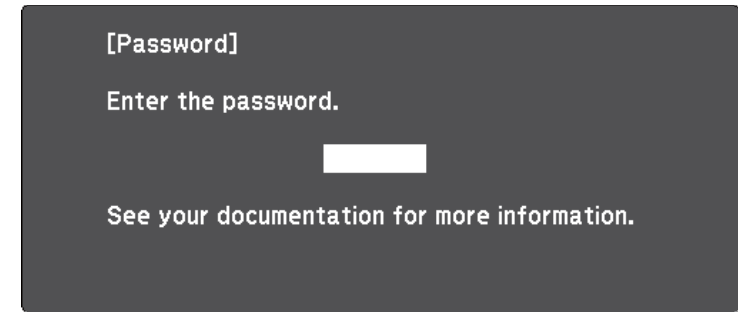 [Password]
Enter the password.
See your documentation for more information.